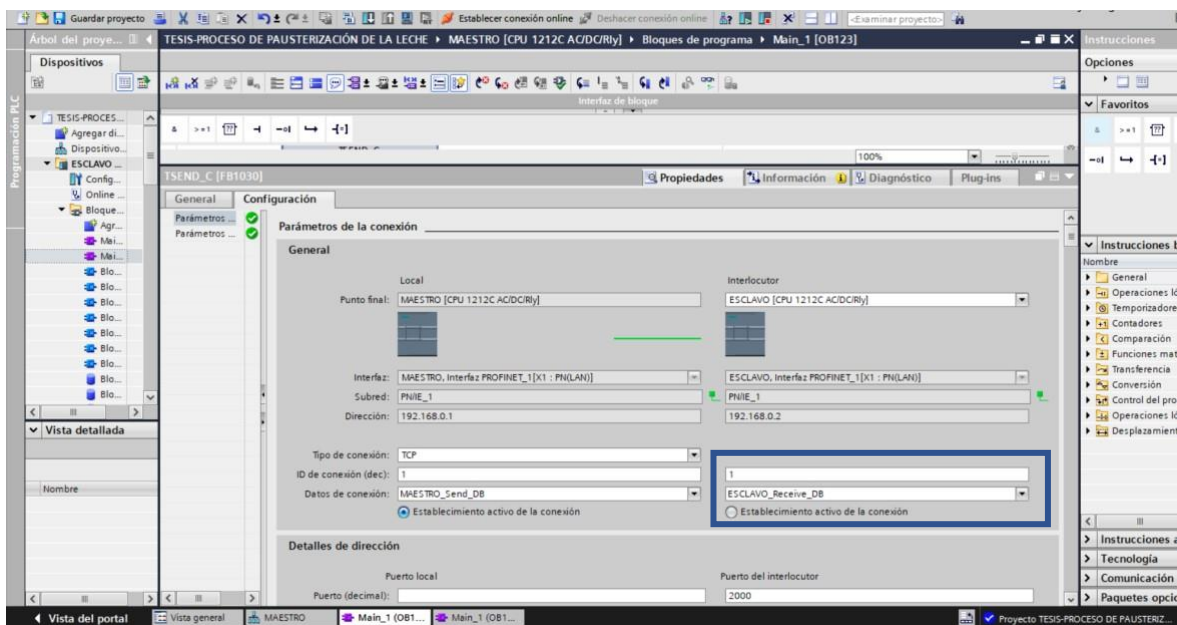 Guardar proyecto
Establecer conexión online
Deshacer conexión online
<Examinar proyecto>
Árbol del proye...
TESIS-PROCESO DE PAUSTERIZACIÓN DE LA LECHE ▸ MAESTRO [CPU 1212C AC/DC/Rly] ▸ Bloques de programa ▸ Main_1 [OB123]
Instrucciones
Dispositivos
Opciones
Programación PLC
Interfaz de bloque
Favoritos
TESIS-PROCES...
Agregar di...
Dispositivo...
ESCLAVO ...
Config...
Online ...
Bloque...
Agr...
Mai...
Mai...
Blo...
Blo...
Blo...
Blo...
Blo...
Blo...
Blo...
Blo...
Blo...
& >=1 [??]
100%
TSEND_C [FB1030]
Propiedades
Información
Diagnóstico
Plug-ins
General
Configuración
Parámetros ...
Parámetros ...
Parámetros de la conexión
General
Local
Interlocutor
Punto final: MAESTRO [CPU 1212C AC/DC/Rly]
ESCLAVO [CPU 1212C AC/DC/Rly]
Interfaz: MAESTRO, Interfaz PROFINET_1[X1 : PN(LAN)]
ESCLAVO, Interfaz PROFINET_1[X1 : PN(LAN)]
Subred: PN/IE_1
PN/IE_1
Dirección: 192.168.0.1
192.168.0.2
Tipo de conexión: TCP
ID de conexión (dec): 1
1
Datos de conexión: MAESTRO_Send_DB
ESCLAVO_Receive_DB
Establecimiento activo de la conexión
Establecimiento activo de la conexión
Detalles de dirección
Puerto local
Puerto del interlocutor
Puerto (decimal):
2000
Vista detallada
Nombre
& >=1 [??]
Instrucciones b
Nombre
General
Operaciones ló
Temporizadore
Contadores
Comparación
Funciones mat
Transferencia
Conversión
Control del pro
Operaciones ló
Desplazamient
Instrucciones a
Tecnología
Comunicación
Paquetes opcio
Vista del portal
Vista general
MAESTRO
Main_1 (OB1...
Main_1 (OB1...
Proyecto TESIS-PROCESO DE PAUSTERIZ...